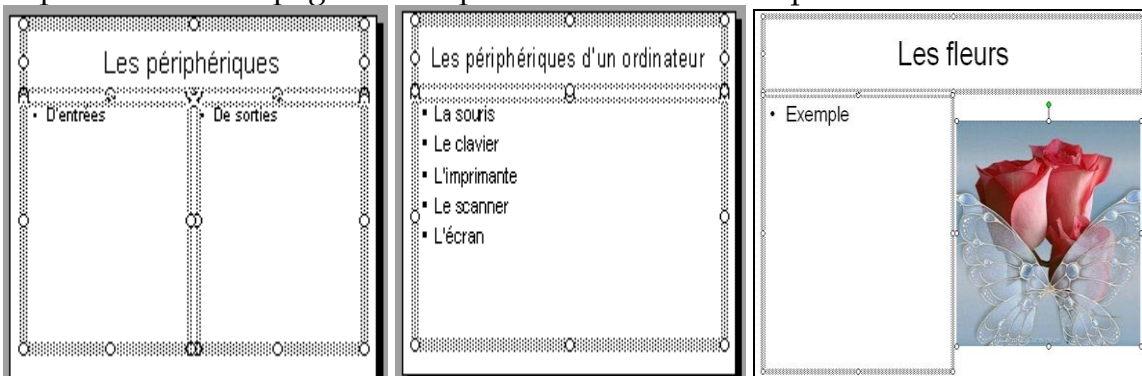 Les périphériques
• D'entrées
• De sorties
Les périphériques d'un ordinateur
▪ La souris
▪ Le clavier
▪ L'imprimante
▪ Le scanner
▪ L'écran
Les fleurs
• Exemple